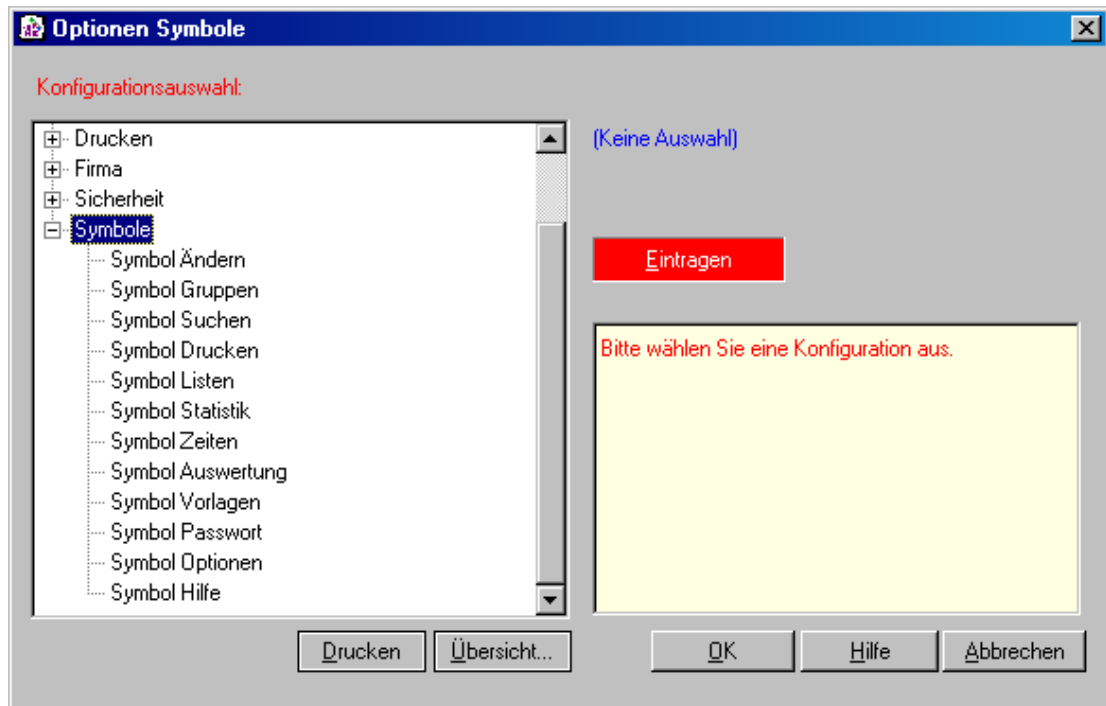 Optionen Symbole
Konfigurationsauswahl:
Drucken
Firma
Sicherheit
Symbole
Symbol Ändern
Symbol Gruppen
Symbol Suchen
Symbol Drucken
Symbol Listen
Symbol Statistik
Symbol Zeiten
Symbol Auswertung
Symbol Vorlagen
Symbol Passwort
Symbol Optionen
Symbol Hilfe
(Keine Auswahl)
Eintragen
Bitte wählen Sie eine Konfiguration aus.
Drucken Übersicht... OK Hilfe Abbrechen